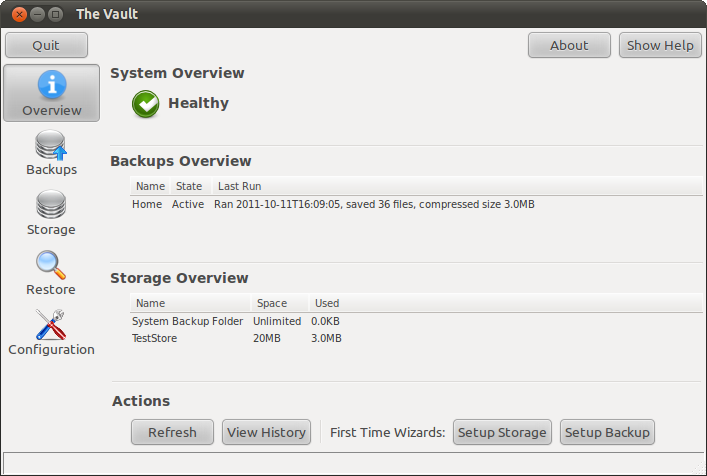 The Vault
Quit About Show Help
Overview
Backups
Storage
Restore
Configuration
System Overview
Healthy
Backups Overview
Name State Last Run
Home Active Ran 2011-10-11T16:09:05, saved 36 files, compressed size 3.0MB
Storage Overview
Name Space Used
System Backup Folder Unlimited 0.0KB
TestStore 20MB 3.0MB
Actions
Refresh View History First Time Wizards: Setup Storage Setup Backup